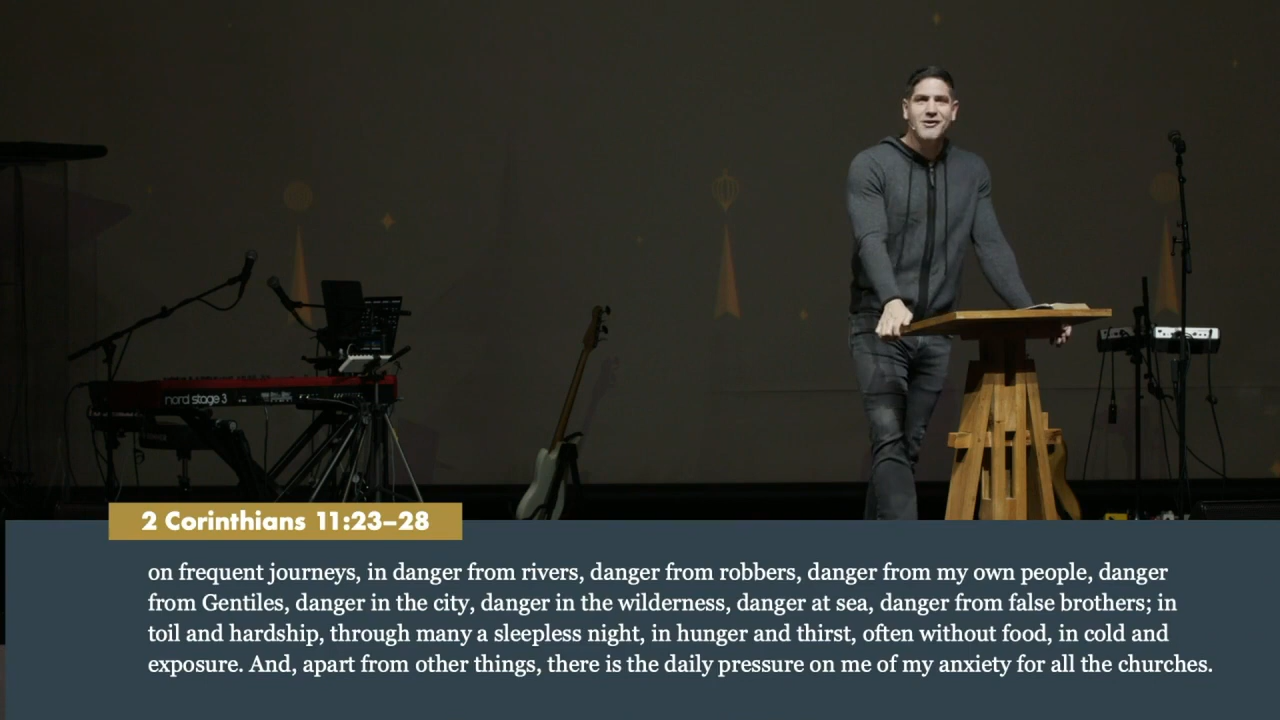 nord stage 3
2 Corinthians 11:23–28
on frequent journeys, in danger from rivers, danger from robbers, danger from my own people, danger
from Gentiles, danger in the city, danger in the wilderness, danger at sea, danger from false brothers; in
toil and hardship, through many a sleepless night, in hunger and thirst, often without food, in cold and
exposure. And, apart from other things, there is the daily pressure on me of my anxiety for all the churches.